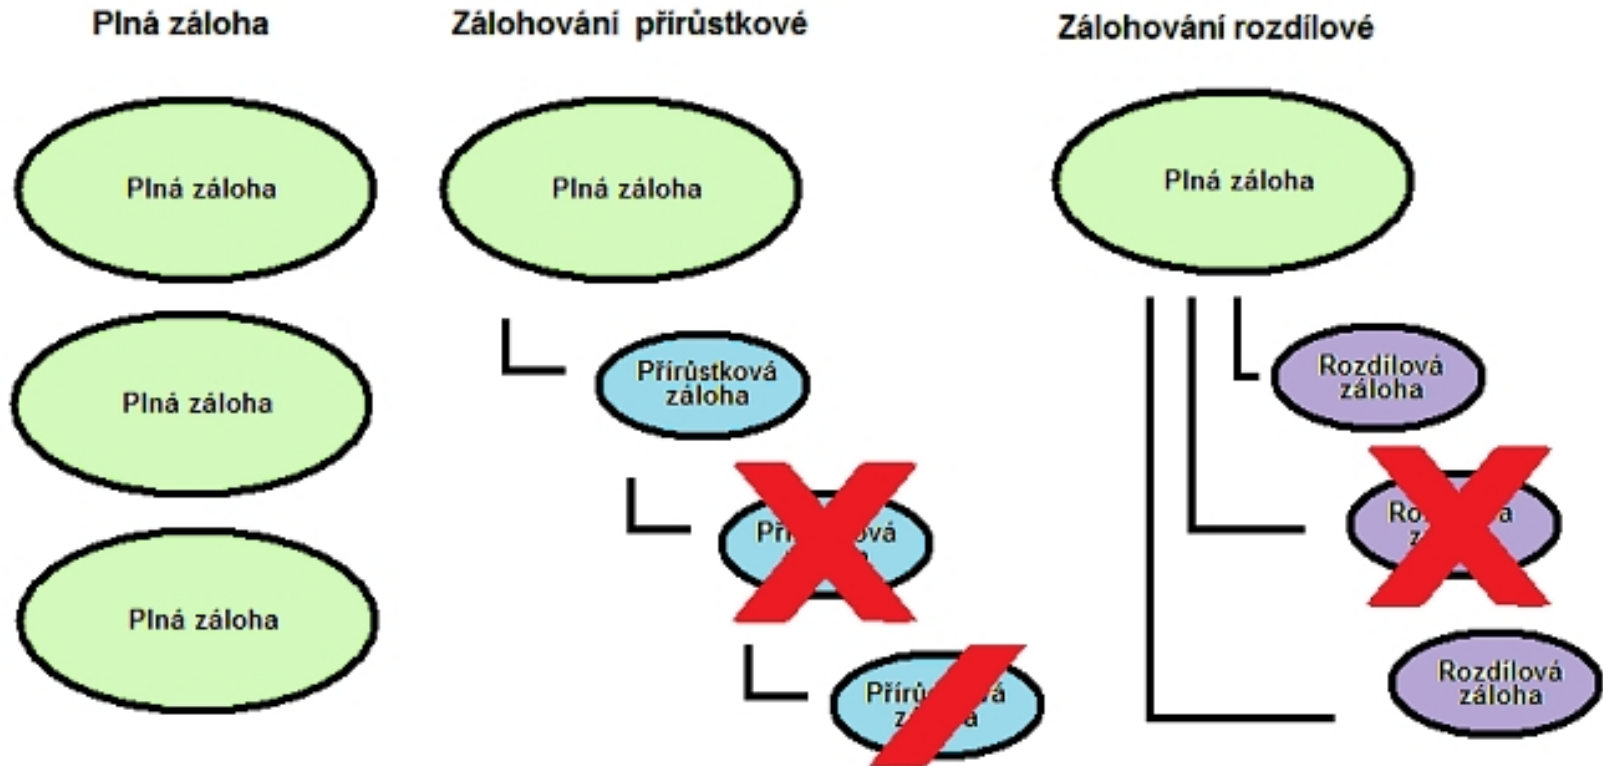 Plná záloha
Plná záloha
Plná záloha
Plná záloha
Zálohování přírůstkové
Plná záloha
Přírůstková
záloha
Zálohování rozdílové
Plná záloha
Rozdílová
záloha
Rozdílová
záloha